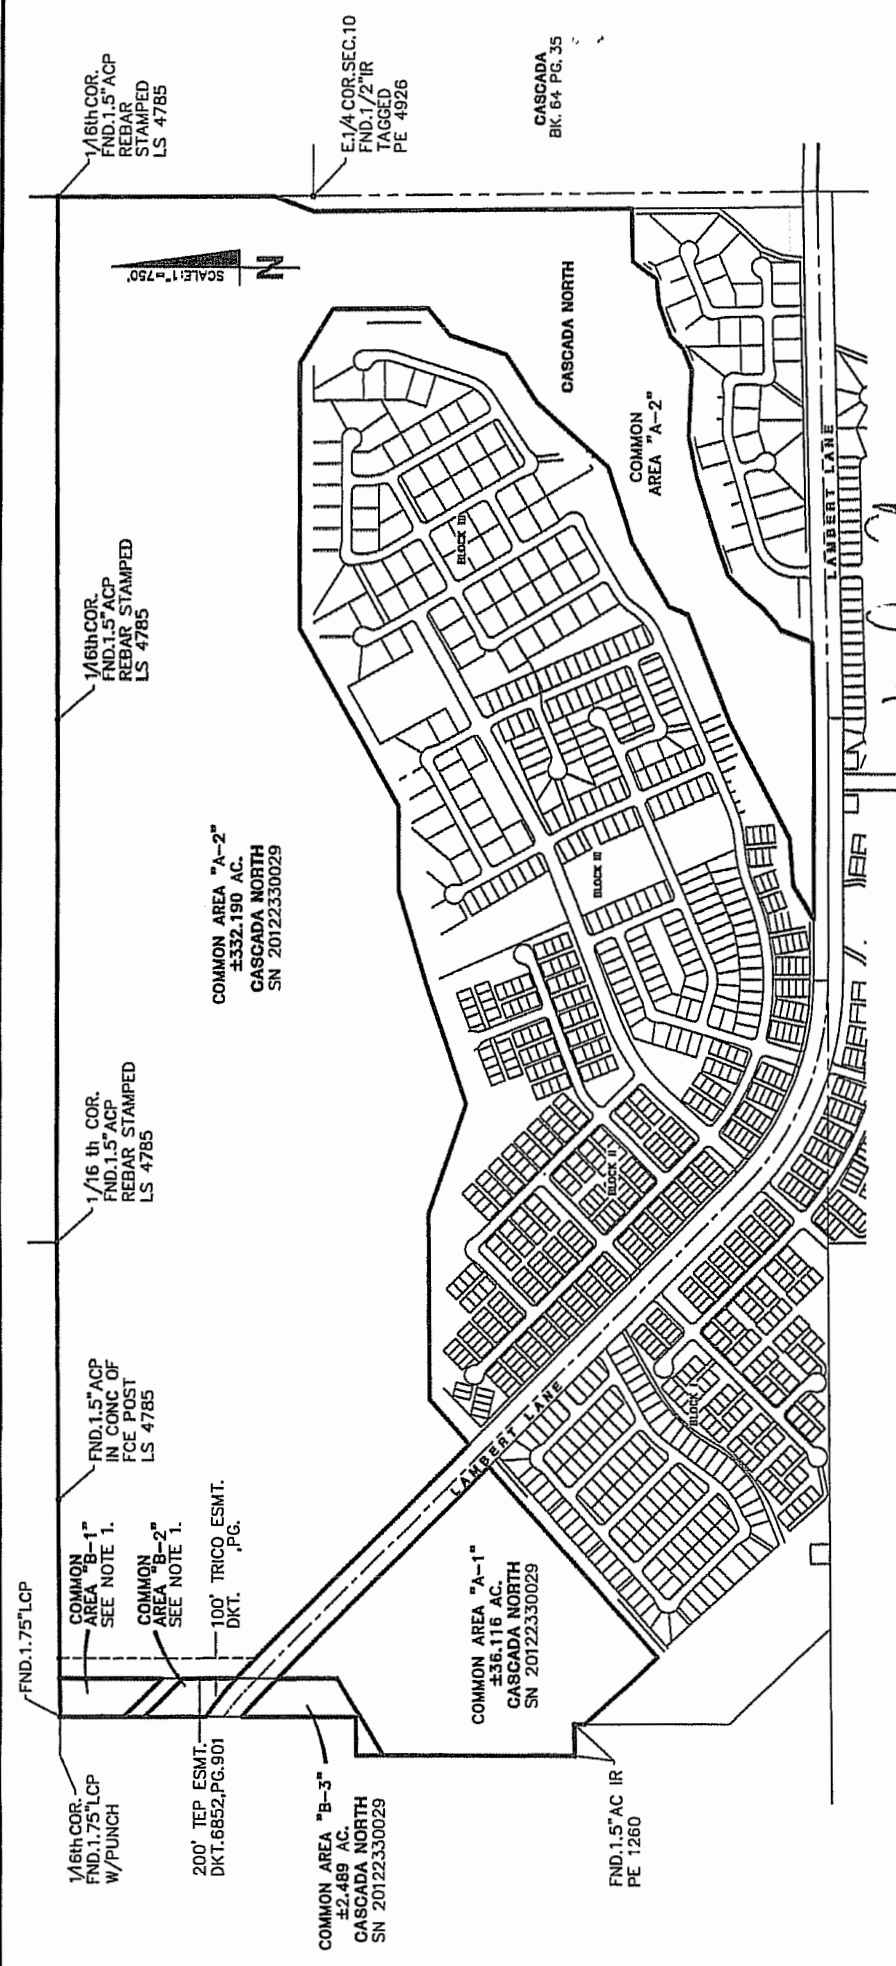 1/16th COR.
FND.1.5"ACP
REBAR
STAMPED
LS 4785
E.1/4 COR.SEC.10
FND.1/2"IR
TAGGED
PE 4926
CASCADA
BK. 64 PG. 35
SCALE:1"=750'
N
CASCADA NORTH
COMMON
AREA "A-2"
LAMBERT LANE
1/16th COR.
FND.1.5"ACP
REBAR STAMPED
LS 4785
BLOCK III
COMMON AREA "A-2"
±332.190 AC.
CASCADA NORTH
SN 20122330029
BLOCK III
1/16 th COR.
FND.1.5"ACP
REBAR STAMPED
LS 4785
BLOCK II
BLOCK I
FND.1.5"ACP
IN CONC OF
FCE POST
LS 4785
LAMBERT LANE
FND.1.75"LCP
COMMON
AREA "B-1"
SEE NOTE 1.
COMMON
AREA "B-2"
SEE NOTE 1.
100' TRICO ESMT.
DKT. ,PG.
COMMON AREA "A-1"
±36.116 AC.
CASCADA NORTH
SN 20122330029
1/16th COR.
FND.1.75"LCP
W/PUNCH
200' TEP ESMT.
DKT.6852,PG.901
COMMON AREA "B-3"
±2.489 AC.
CASCADA NORTH
SN 20122330029
FND.1.5"AC IR
PE 1260